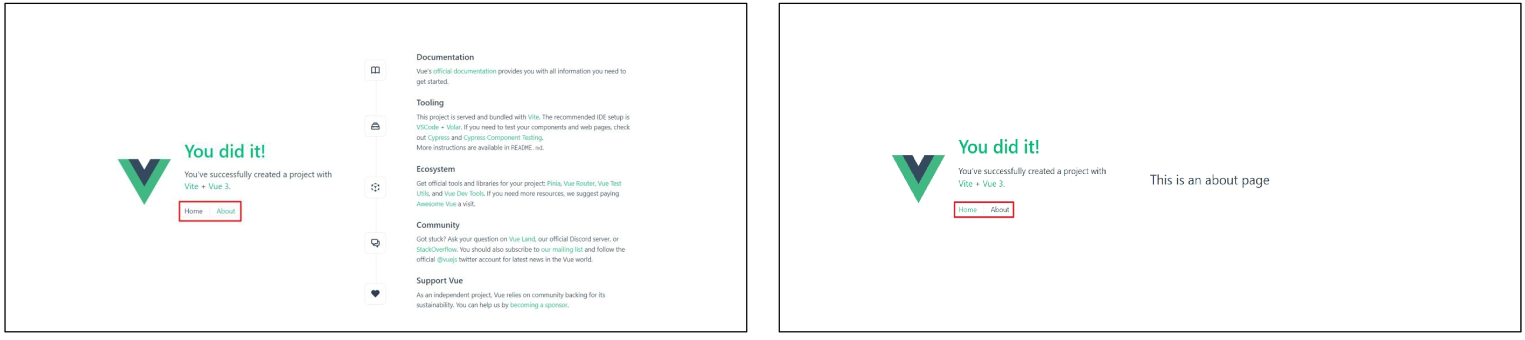 You did it!
You've successfully created a project with
Vite + Vue 3.
Home About
Documentation
Vue's official documentation provides you with all information you need to
get started.
Tooling
This project is served and bundled with Vite. The recommended IDE setup is
VSCode + Volar. If you need to test your components and web pages, check
out Cypress and Cypress Component Testing.
More instructions are available in README.md.
Ecosystem
Get official tools and libraries for your project: Pinia, Vue Router, Vue Test
Utils, and Vue Dev Tools. If you need more resources, we suggest paying
Awesome Vue a visit.
Community
Got stuck? Ask your question on Vue Land, our official Discord server, or
StackOverflow. You should also subscribe to our mailing list and follow the
official @vuejs twitter account for latest news in the Vue world.
Support Vue
As an independent project, Vue relies on community backing for its
sustainability. You can help us by becoming a sponsor.
You did it!
You've successfully created a project with
Vite + Vue 3.
Home About
This is an about page